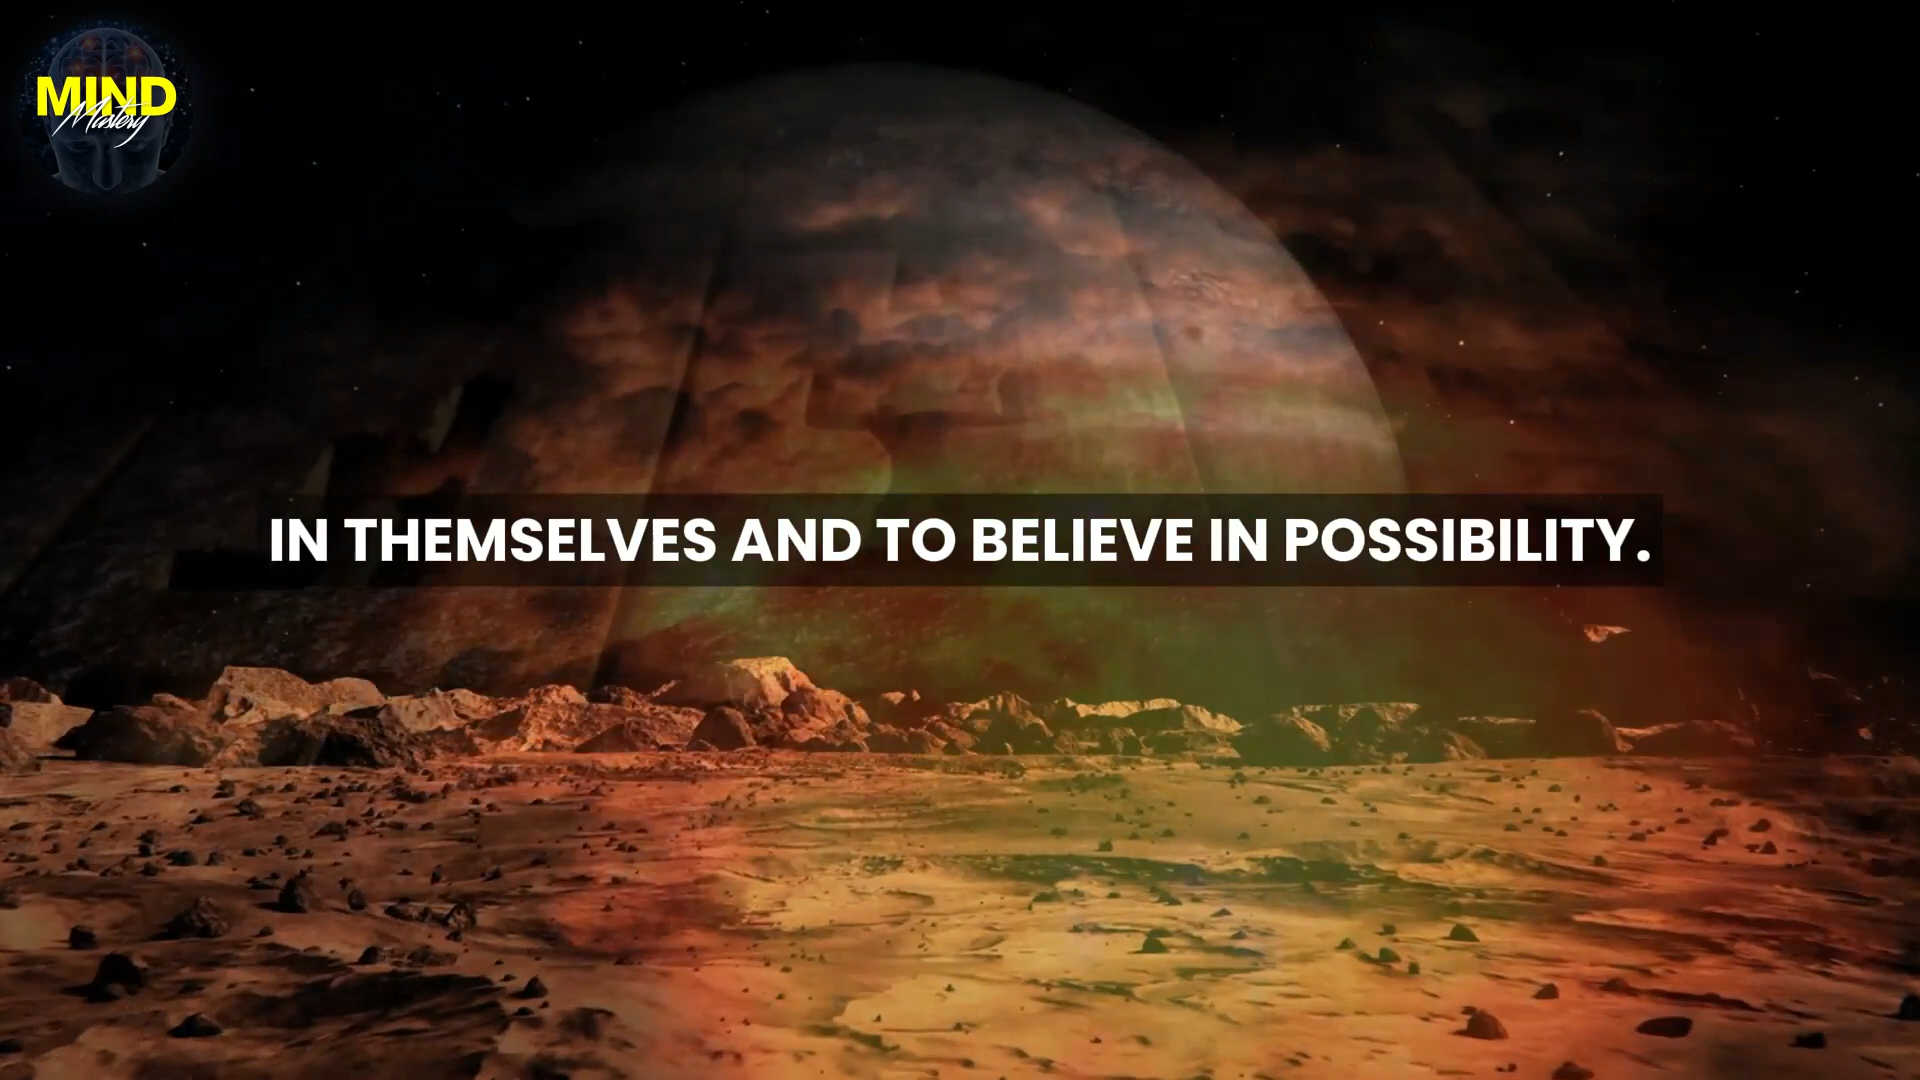 MIND
Mastery
IN THEMSELVES AND TO BELIEVE IN POSSIBILITY.